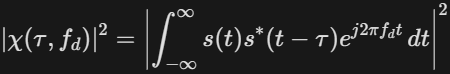 |χ(τ, f_d)|² = |∫_{-∞}^{∞} s(t)s*(t − τ)e^{j2πf_d t} dt|²